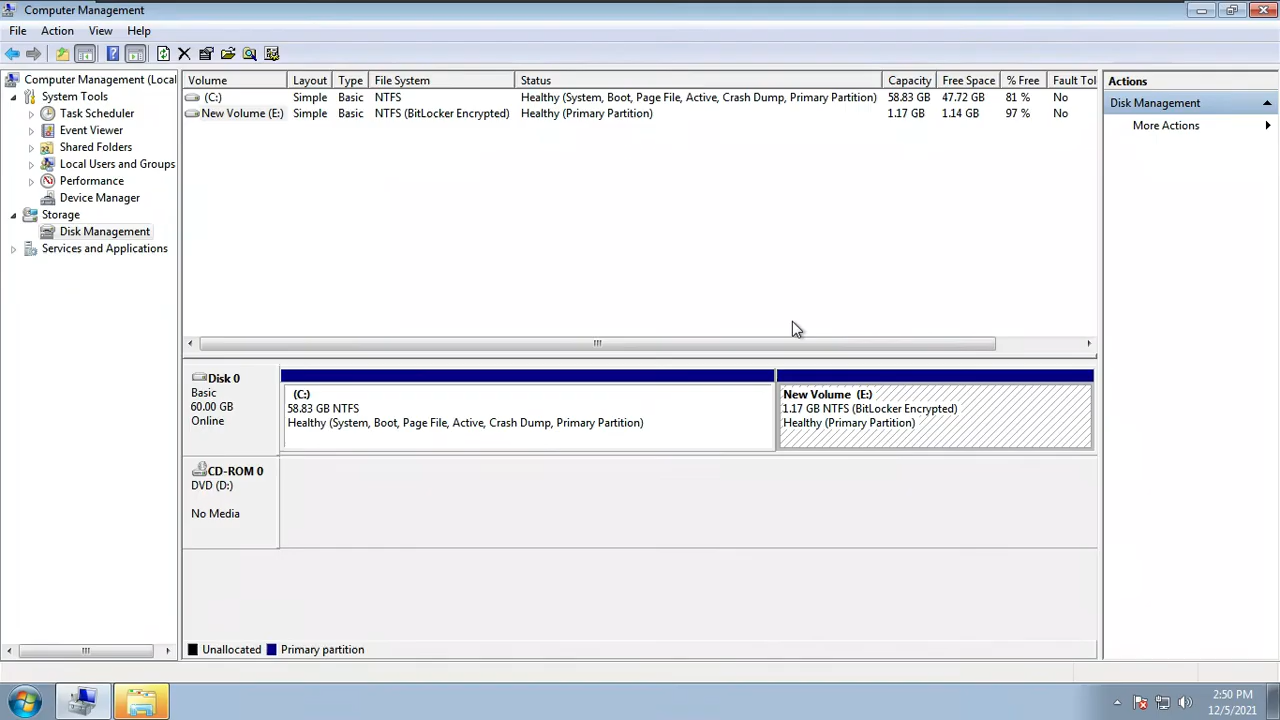 Computer Management
File Action View Help
Computer Management (Local
System Tools
Task Scheduler
Event Viewer
Shared Folders
Local Users and Groups
Performance
Device Manager
Storage
Disk Management
Services and Applications
Volume Layout Type File System Status Capacity Free Space % Free Fault Tol
(C:) Simple Basic NTFS Healthy (System, Boot, Page File, Active, Crash Dump, Primary Partition) 58.83 GB 47.72 GB 81 % No
New Volume (E:) Simple Basic NTFS (BitLocker Encrypted) Healthy (Primary Partition) 1.17 GB 1.14 GB 97 % No
Disk 0
Basic
60.00 GB
Online
(C:)
58.83 GB NTFS
Healthy (System, Boot, Page File, Active, Crash Dump, Primary Partition)
New Volume (E:)
1.17 GB NTFS (BitLocker Encrypted)
Healthy (Primary Partition)
CD-ROM 0
DVD (D:)
No Media
Unallocated Primary partition
Actions
Disk Management
More Actions
2:50 PM
12/5/2021